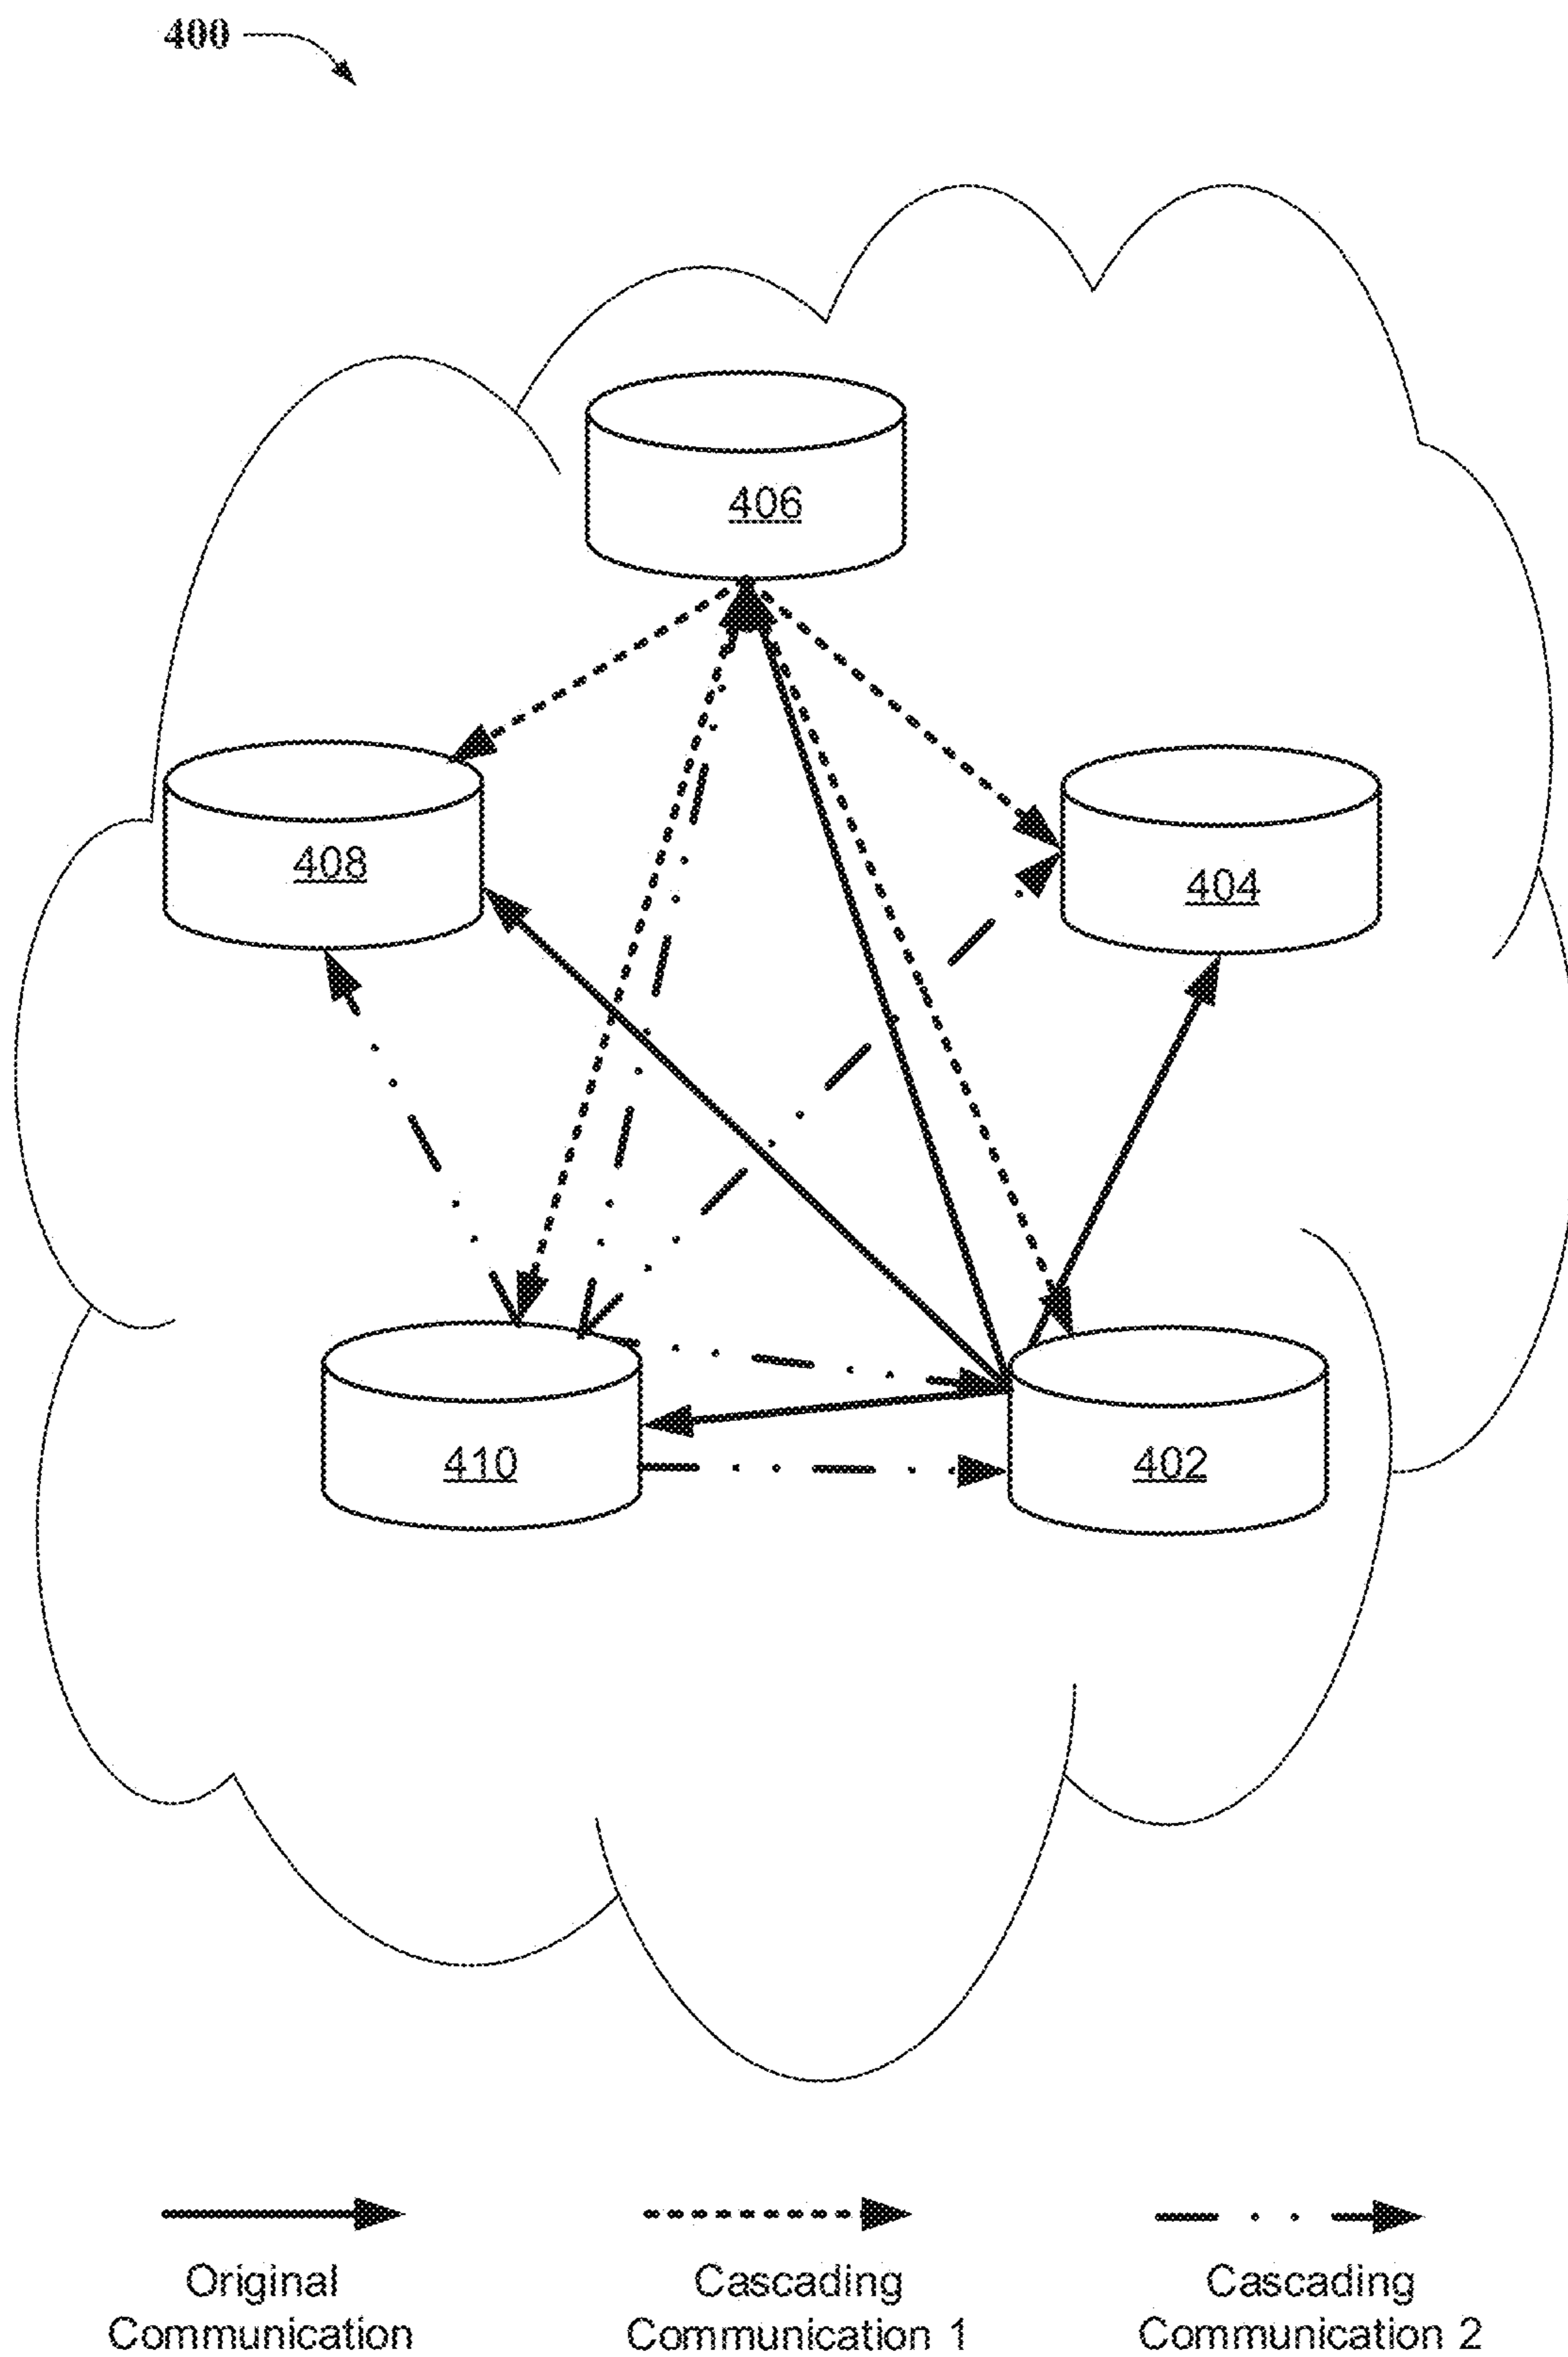 400
406
408
404
410
402
Original
Communication
Cascading
Communication 1
Cascading
Communication 2